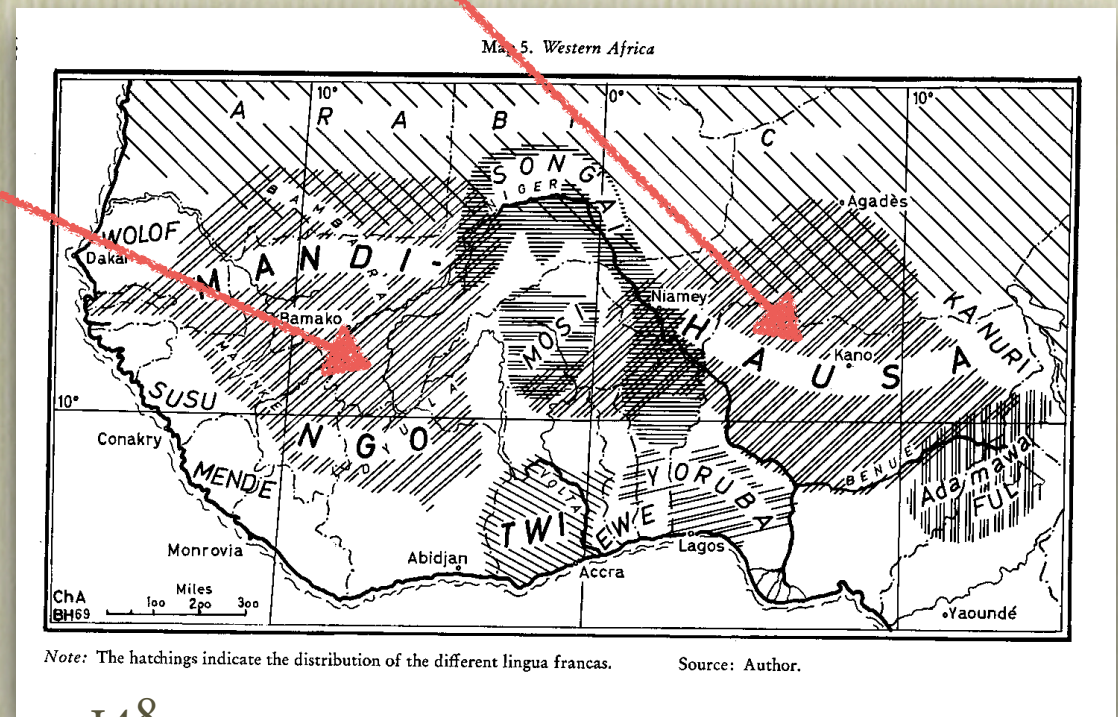 Map 5. Western Africa
10°
0°
10°
A R A B I C
SONGAI
NIGER
BAMBARA
Agadès
WOLOF
Dakar
MANDI-
Niamey
KANURI
Bamako
MOSI
HAUSA
Kano
10°
SUSU
NGO
DYULA
Conakry
BENUE
Adamawa
FUL
MENDE
VOLTA
YORUBA
TWI
EWE
Monrovia
Abidjan
Lagos
Accra
Miles
100 200 300
ChA
BH69
Yaoundé
Note: The hatchings indicate the distribution of the different lingua francas. Source: Author.
148